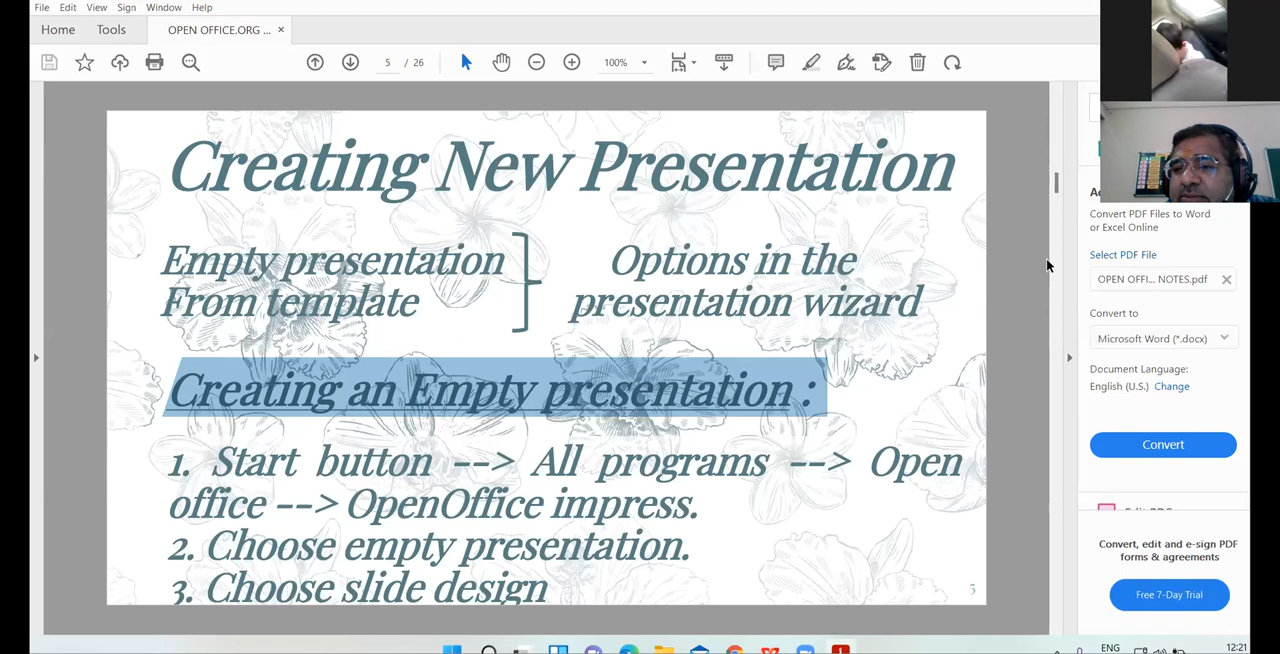 File Edit View Sign Window Help
Home Tools OPEN OFFICE.ORG ... ×
5 / 26 100%
Creating New Presentation
Empty presentation
From template
Options in the
presentation wizard
Creating an Empty presentation :
1. Start button --> All programs --> Open
office --> OpenOffice impress.
2. Choose empty presentation.
3. Choose slide design
5
Convert PDF Files to Word
or Excel Online
Select PDF File
OPEN OFFI... NOTES.pdf
Convert to
Microsoft Word (*.docx)
Document Language:
English (U.S.) Change
Convert
Convert, edit and e-sign PDF
forms & agreements
Free 7-Day Trial
ENG
12:21